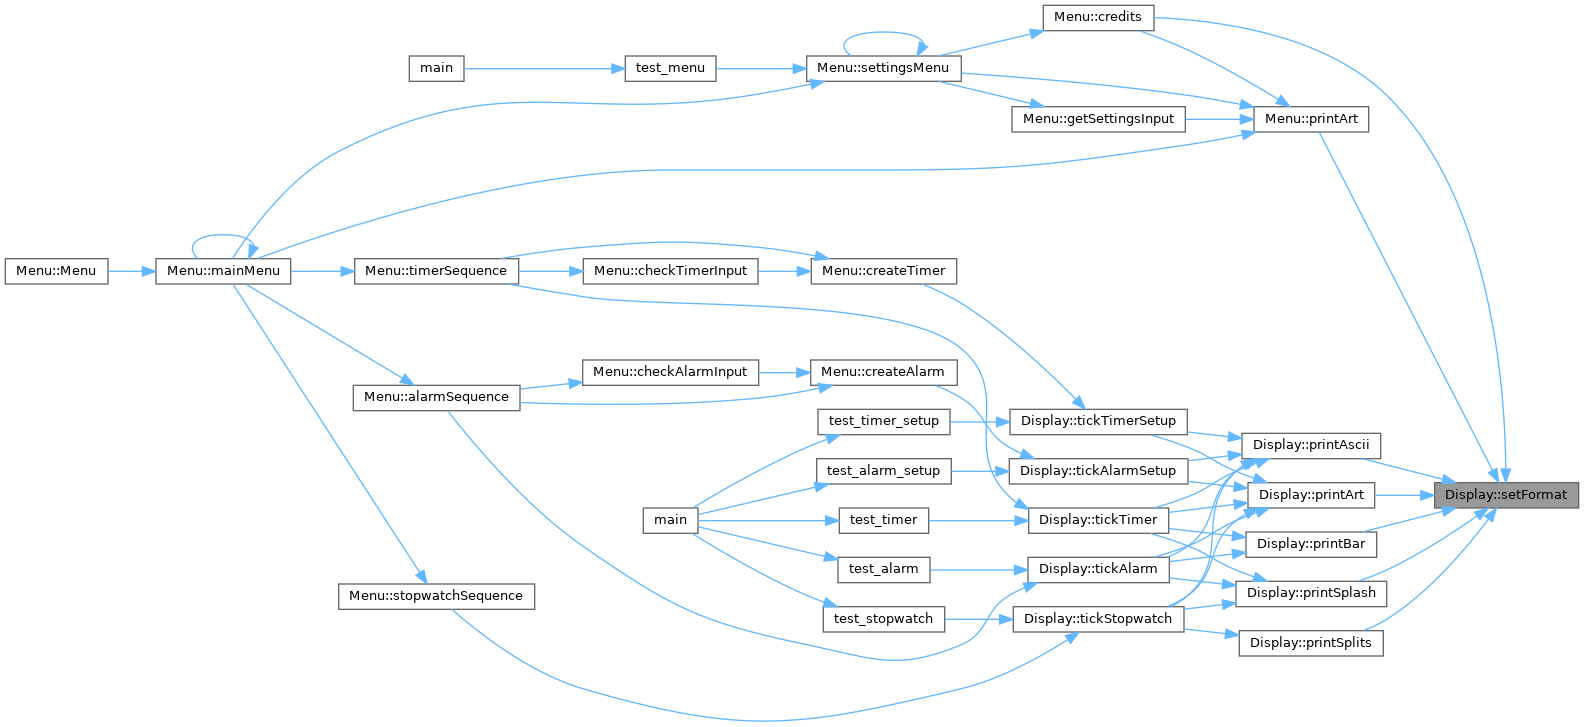 Menu::credits
main
test_menu
Menu::settingsMenu
Menu::getSettingsInput
Menu::printArt
Menu::Menu
Menu::mainMenu
Menu::timerSequence
Menu::checkTimerInput
Menu::createTimer
Menu::checkAlarmInput
Menu::createAlarm
Menu::alarmSequence
test_timer_setup
Display::tickTimerSetup
Display::printAscii
test_alarm_setup
Display::tickAlarmSetup
Display::printArt
Display::setFormat
main
test_timer
Display::tickTimer
Display::printBar
test_alarm
Display::tickAlarm
Display::printSplash
Menu::stopwatchSequence
test_stopwatch
Display::tickStopwatch
Display::printSplits